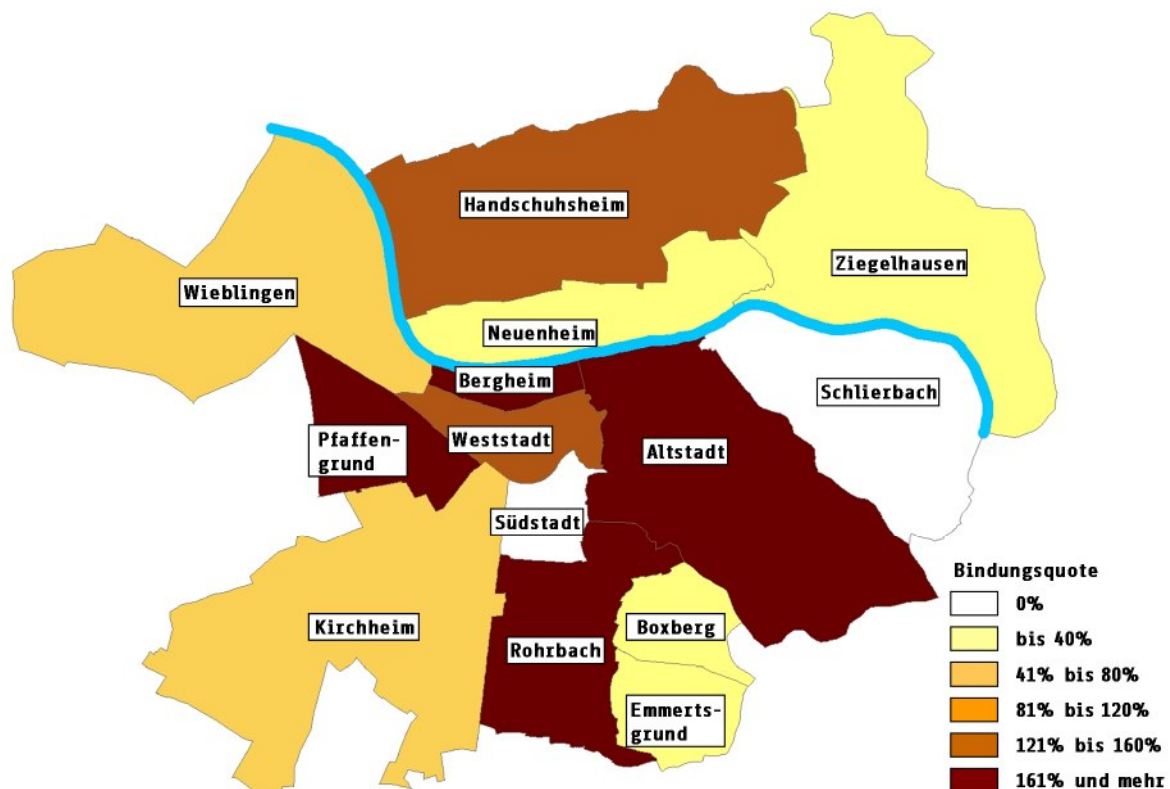 Handschuhsheim
Ziegelhausen
Wieblingen
Neuenheim
Bergheim
Schlierbach
Pfaffen-
grund
Weststadt
Altstadt
Südstadt
Kirchheim
Rohrbach
Boxberg
Emmerts-
grund
Bindungsquote
0%
bis 40%
41% bis 80%
81% bis 120%
121% bis 160%
161% und mehr